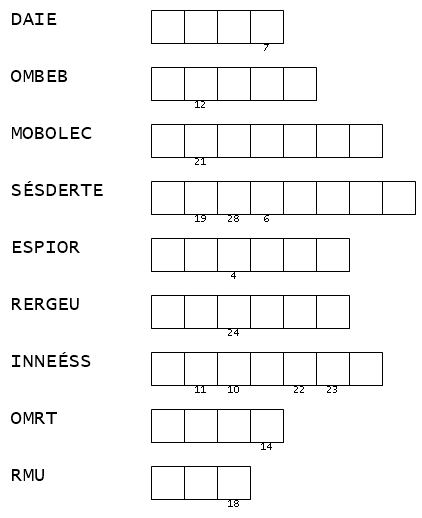 DAIE
7
OMBEB
12
MOBOLEC
21
SÉSDERTE
19 28 6
ESPIOR
4
RERGEU
24
INNEÉSS
11 10 22 23
OMRT
14
RMU
18